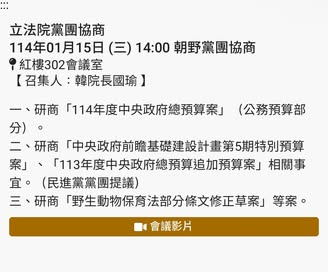 :::
立法院黨團協商
114年01月15日 (三) 14:00 朝野黨團協商
紅樓302會議室
【 召集人：韓院長國瑜 】
一、研商「114年度中央政府總預算案」（公務預算部
分）。
二、研商「中央政府前瞻基礎建設計畫第5期特別預算
案」、「113年度中央政府總預算追加預算案」相關事
宜。（民進黨黨團提議）
三、研商「野生動物保育法部分條文修正草案」等案。
會議影片